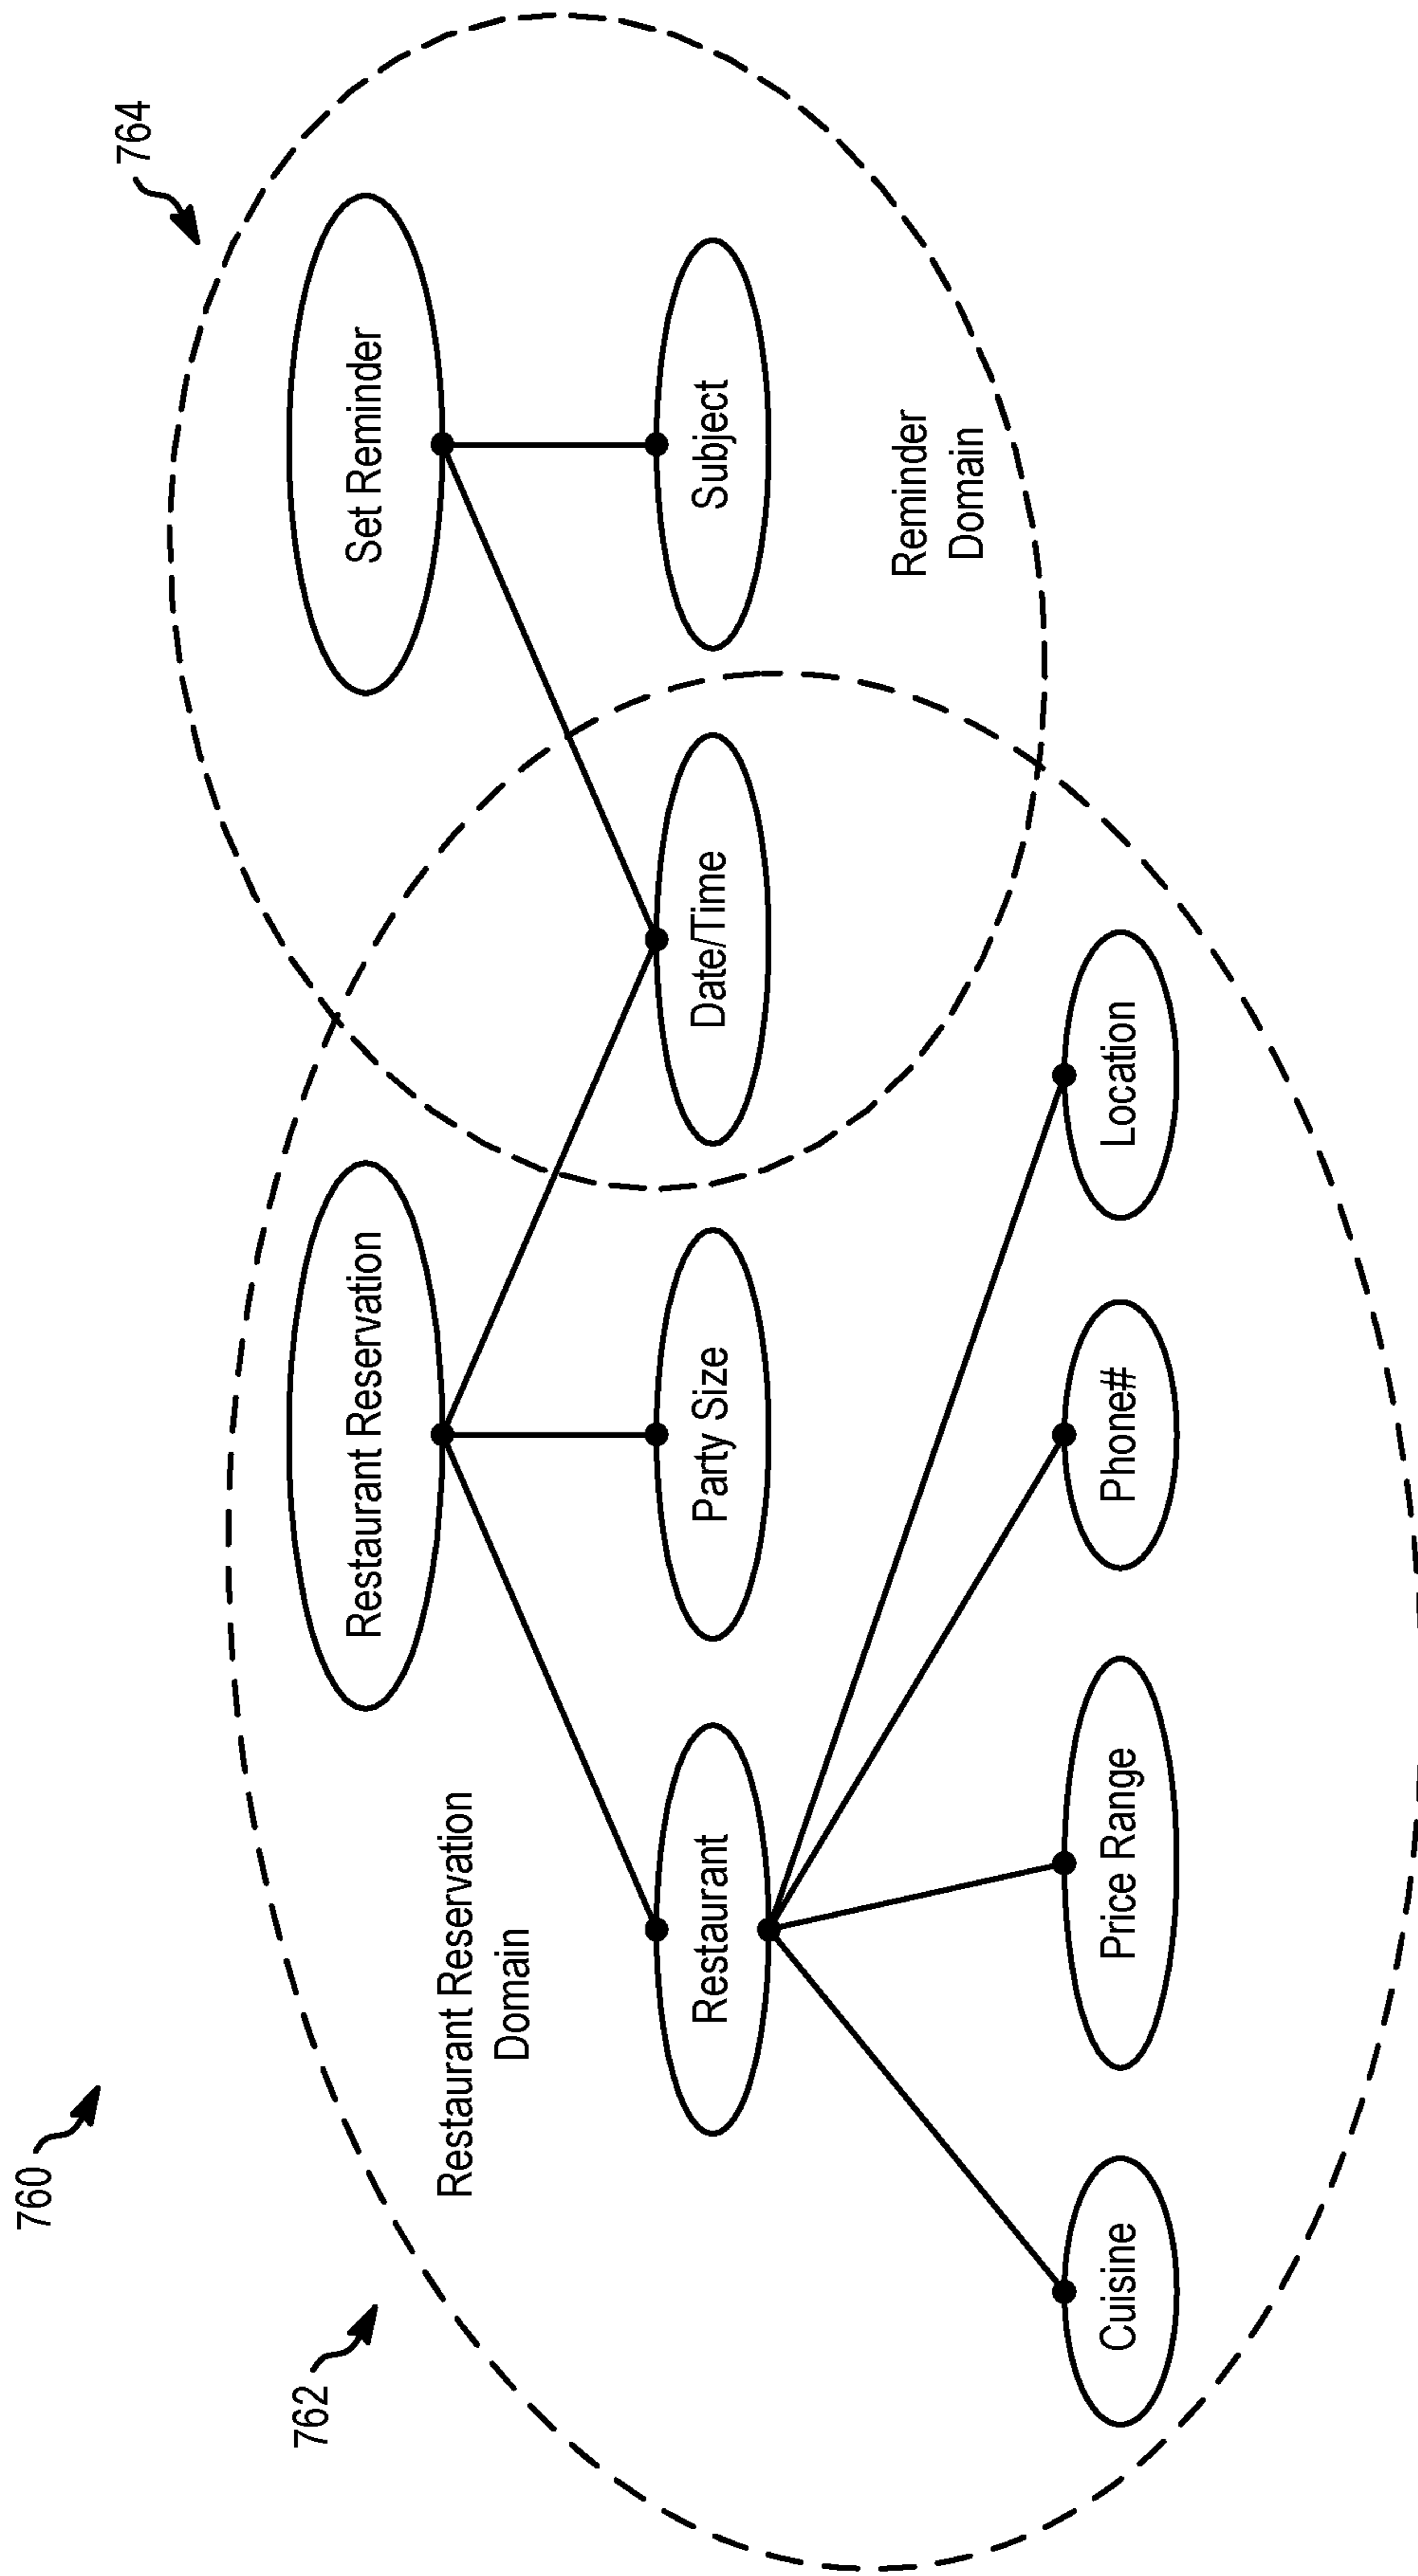 760
762
764
Restaurant Reservation
Set Reminder
Restaurant Reservation
Domain
Restaurant
Party Size
Date/Time
Subject
Reminder
Domain
Cuisine
Price Range
Phone#
Location